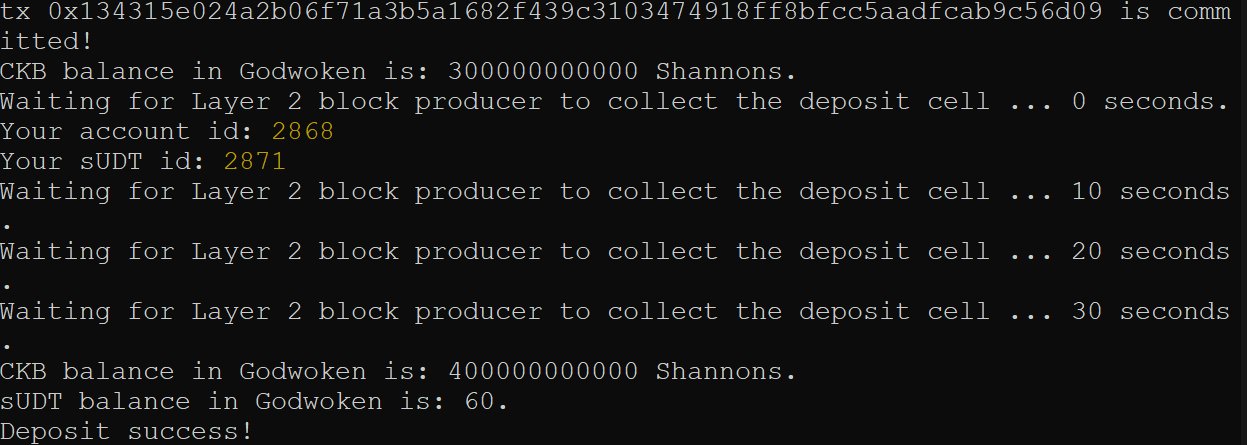 tx 0x134315e024a2b06f71a3b5a1682f439c3103474918ff8bfcc5aadfcab9c56d09 is comm
itted!
CKB balance in Godwoken is: 300000000000 Shannons.
Waiting for Layer 2 block producer to collect the deposit cell ... 0 seconds.
Your account id: 2868
Your sUDT id: 2871
Waiting for Layer 2 block producer to collect the deposit cell ... 10 seconds
.
Waiting for Layer 2 block producer to collect the deposit cell ... 20 seconds
.
Waiting for Layer 2 block producer to collect the deposit cell ... 30 seconds
.
CKB balance in Godwoken is: 400000000000 Shannons.
sUDT balance in Godwoken is: 60.
Deposit success!